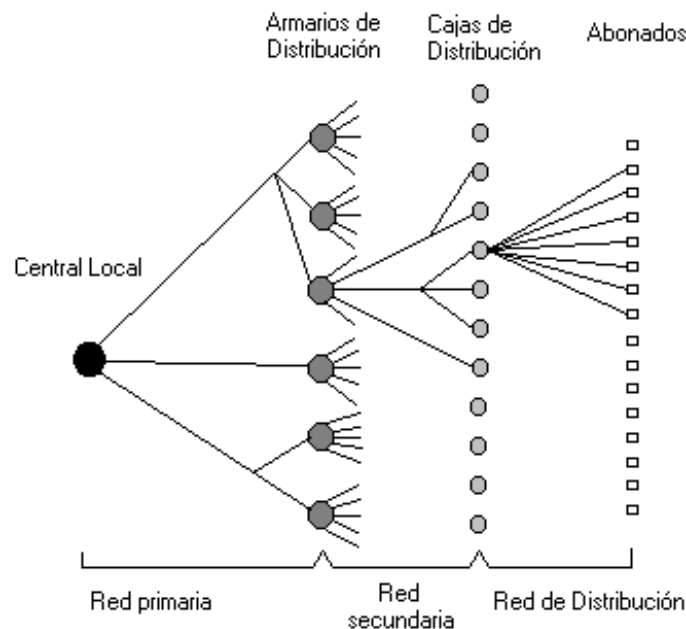 Armarios de
Distribución
Cajas de
Distribución
Abonados
Central Local
Red primaria
Red
secundaria
Red de Distribución